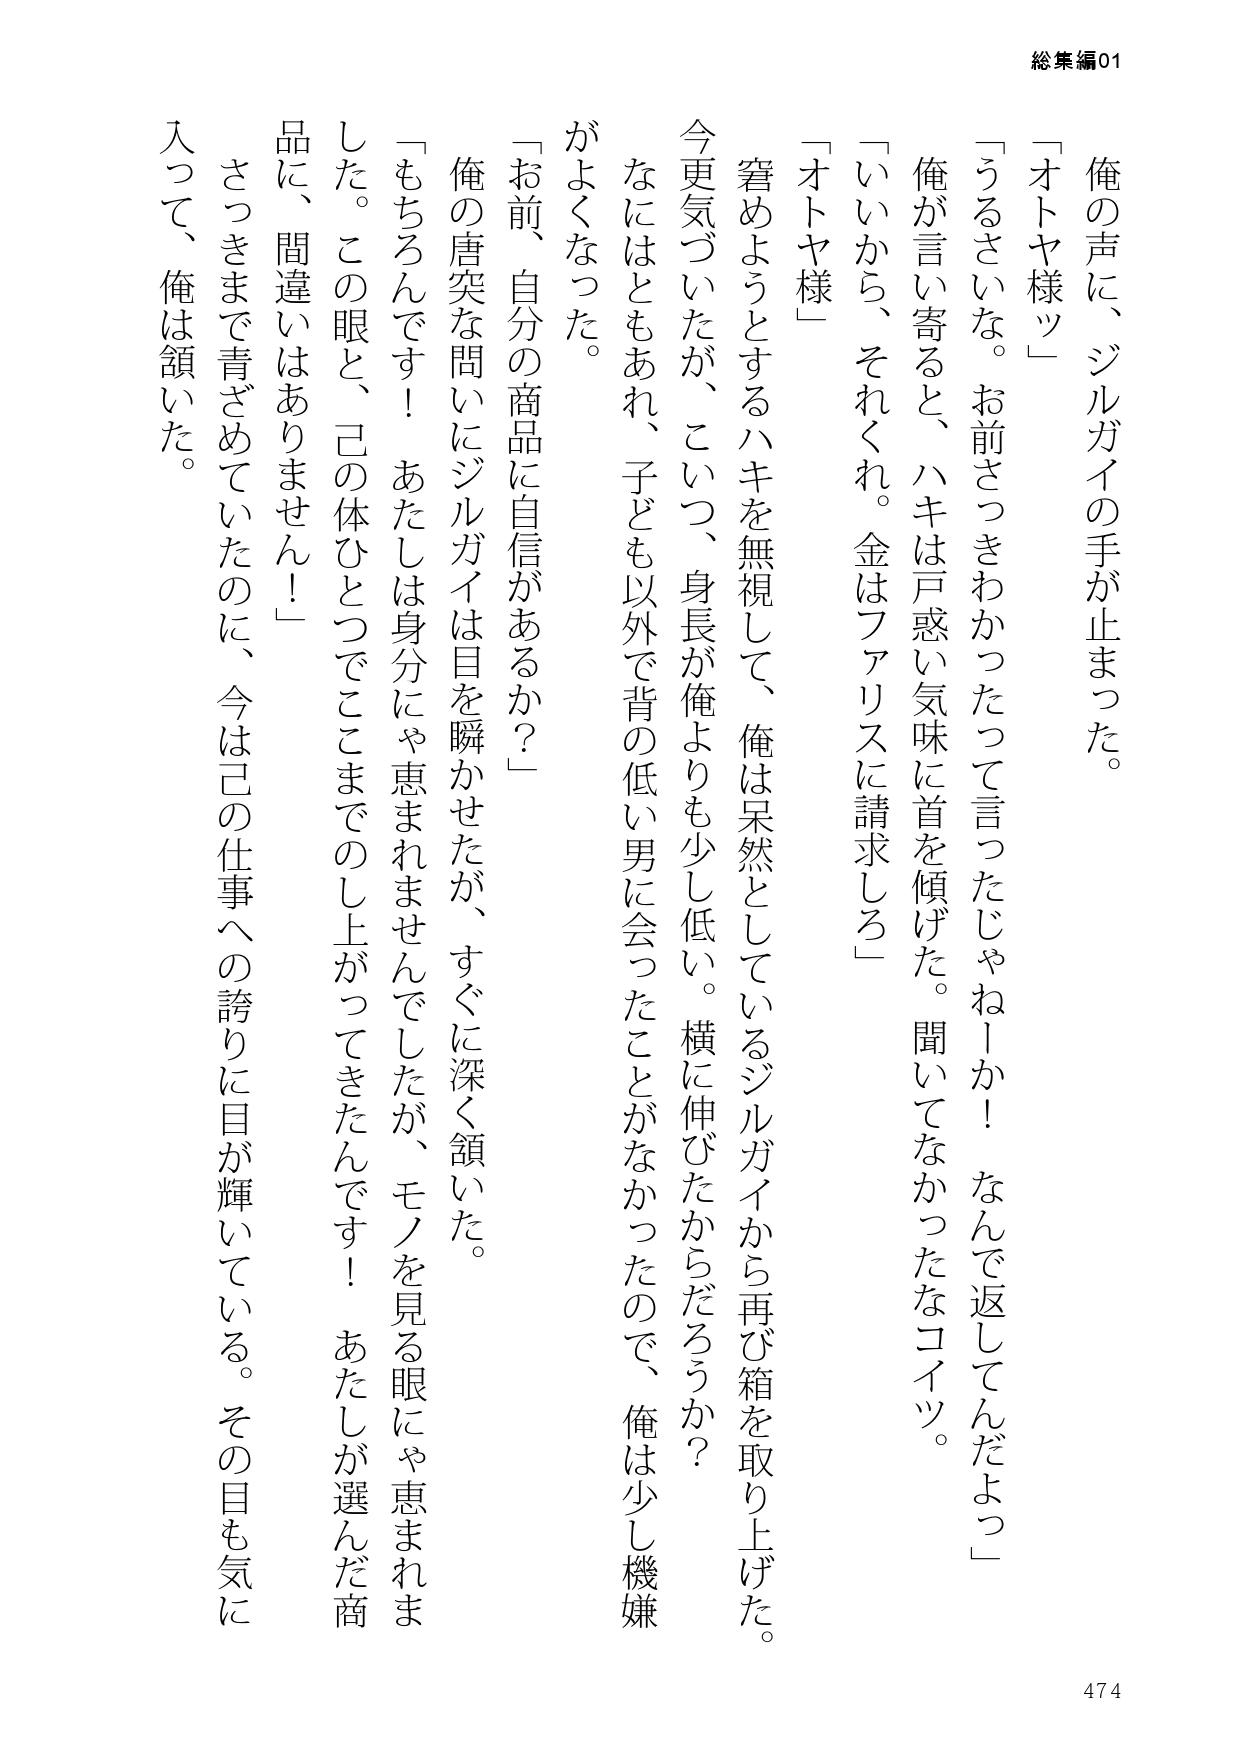 総集編01
　俺の声に、ジルガイの手が止まった。
「オトヤ様ッ」
「うるさいな。お前さっきわかったたって言ったじゃねーか！　なんで返してんだよっ」
　俺が言い寄ると、ハキは戸惑い気味に首を傾げた。聞いてなかったなコイツ。
「いいから、それくれ。金はファリスに請求しろ」
「オトヤ様」
　窘めようとするハキを無視して、俺は呆然としているジルガイから再び箱を取り上げた。
今更気づいたが、こいつ、身長が俺よりも少し低い。横に伸びたからだろうか？
　なにはともあれ、子ども以外で背の低い男に会ったことがなかったので、俺は少し機嫌
がよくなった。
「お前、自分の商品に自信があるか？」
　俺の唐突な問いにジルガイは目を瞬かせたが、すぐに深く頷いた。
「もちろんです！　あたしは身分にゃ恵まれませんでしたが、モノを見る眼にゃ恵まれま
した。この眼と、己の体ひとつでここまでのし上がってきたんです！　あたしが選んだ商
品に、間違いはありません！」
　さっきまで青ざめていたのに、今は己の仕事への誇りに目が輝いている。その目も気に
入って、俺は頷いた。
474